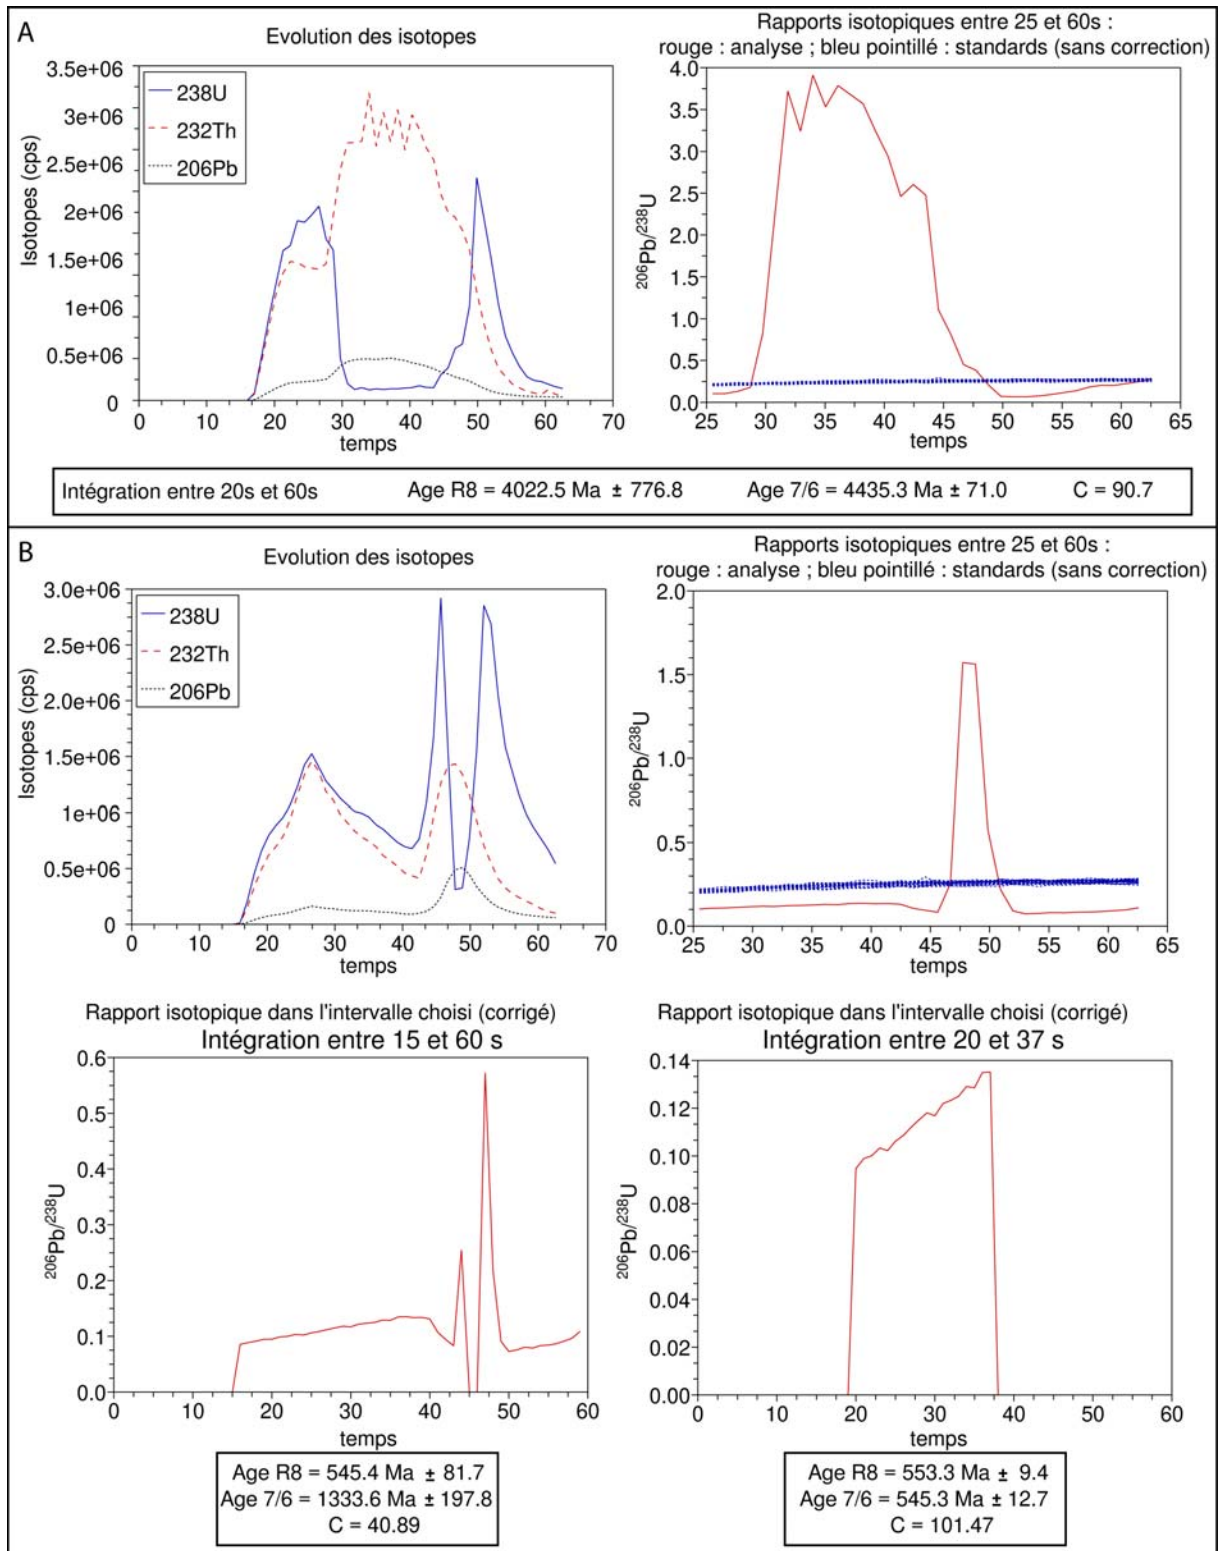 A
Evolution des isotopes
3.5e+06
3e+06
2.5e+06
2e+06
1.5e+06
1e+06
0.5e+06
0
Isotopes (cps)
238U
232Th
206Pb
0 10 20 30 40 50 60 70
temps
Rapports isotopiques entre 25 et 60s :
rouge : analyse ; bleu pointillé : standards (sans correction)
4.0
3.5
3.0
2.5
2.0
1.5
1.0
0.5
0.0
206Pb/238U
25 30 35 40 45 50 55 60 65
temps
Intégration entre 20s et 60s Age R8 = 4022.5 Ma ± 776.8 Age 7/6 = 4435.3 Ma ± 71.0 C = 90.7
B
Evolution des isotopes
3.0e+06
2.5e+06
2.0e+06
1.5e+06
1e+06
0.5e+06
0
Isotopes (cps)
238U
232Th
206Pb
0 10 20 30 40 50 60 70
temps
Rapports isotopiques entre 25 et 60s :
rouge : analyse ; bleu pointillé : standards (sans correction)
2.0
1.5
1.0
0.5
0.0
206Pb/238U
25 30 35 40 45 50 55 60 65
temps
Rapport isotopique dans l'intervalle choisi (corrigé)
Intégration entre 15 et 60 s
0.6
0.5
0.4
0.3
0.2
0.1
0.0
206Pb/238U
0 10 20 30 40 50 60
temps
Age R8 = 545.4 Ma ± 81.7
Age 7/6 = 1333.6 Ma ± 197.8
C = 40.89
Rapport isotopique dans l'intervalle choisi (corrigé)
Intégration entre 20 et 37 s
0.14
0.12
0.10
0.08
0.06
0.04
0.02
0.00
206Pb/238U
0 10 20 30 40 50 60
temps
Age R8 = 553.3 Ma ± 9.4
Age 7/6 = 545.3 Ma ± 12.7
C = 101.47